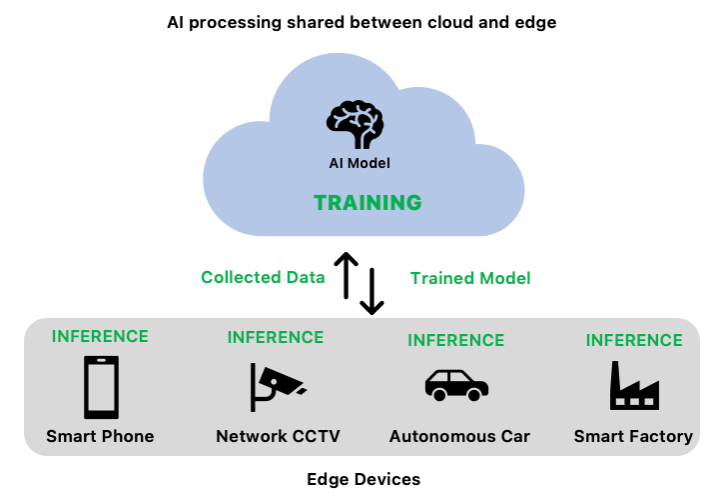 AI processing shared between cloud and edge
AI Model
TRAINING
Collected Data
Trained Model
INFERENCE
INFERENCE
INFERENCE
INFERENCE
Smart Phone
Network CCTV
Autonomous Car
Smart Factory
Edge Devices